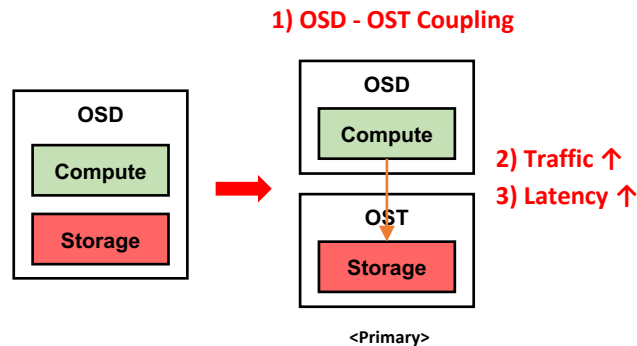 1) OSD - OST Coupling
OSD
Compute
Storage
OSD
Compute
2) Traffic ↑
3) Latency ↑
OST
Storage
<Primary>